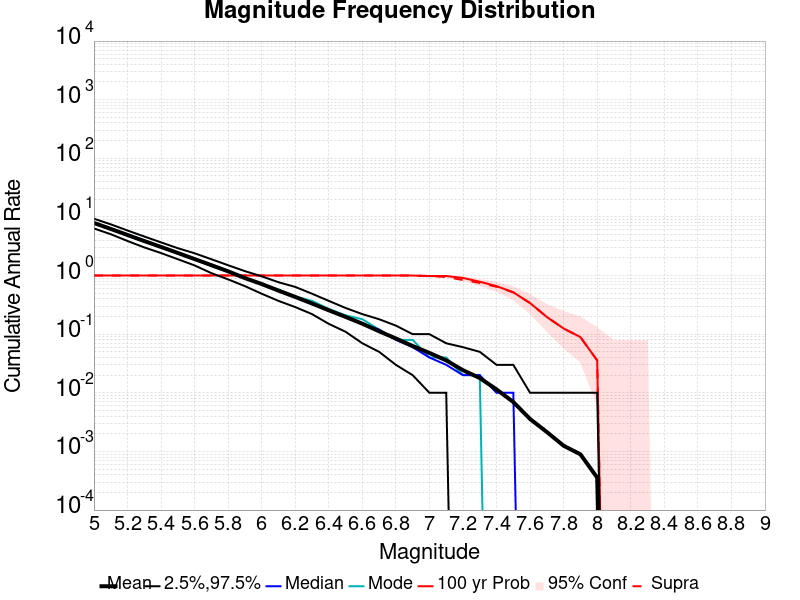 Magnitude Frequency Distribution
Cumulative Annual Rate
10^4
10^3
10^2
10^1
10^0
10^-1
10^-2
10^-3
10^-4
5 5.2 5.4 5.6 5.8 6 6.2 6.4 6.6 6.8 7 7.2 7.4 7.6 7.8 8 8.2 8.4 8.6 8.8 9
Magnitude
Mean 2.5%,97.5% Median Mode 100 yr Prob 95% Conf Supra